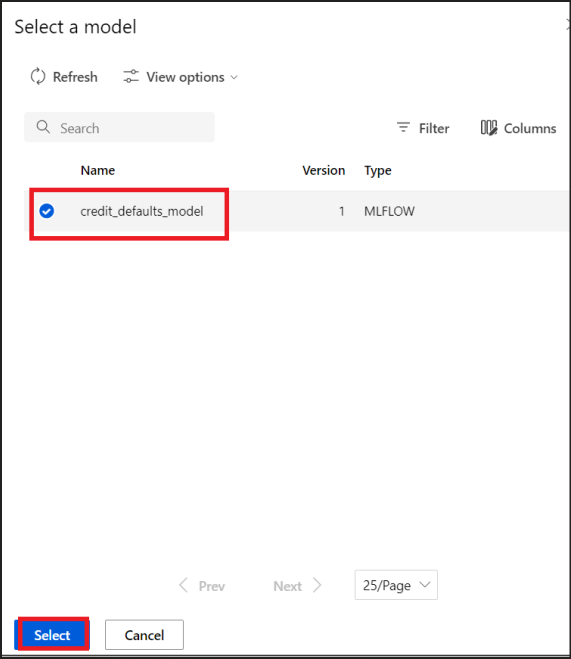 Select a model
Refresh View options
Search Filter Columns
Name Version Type
credit_defaults_model 1 MLFLOW
Prev Next 25/Page
Select Cancel